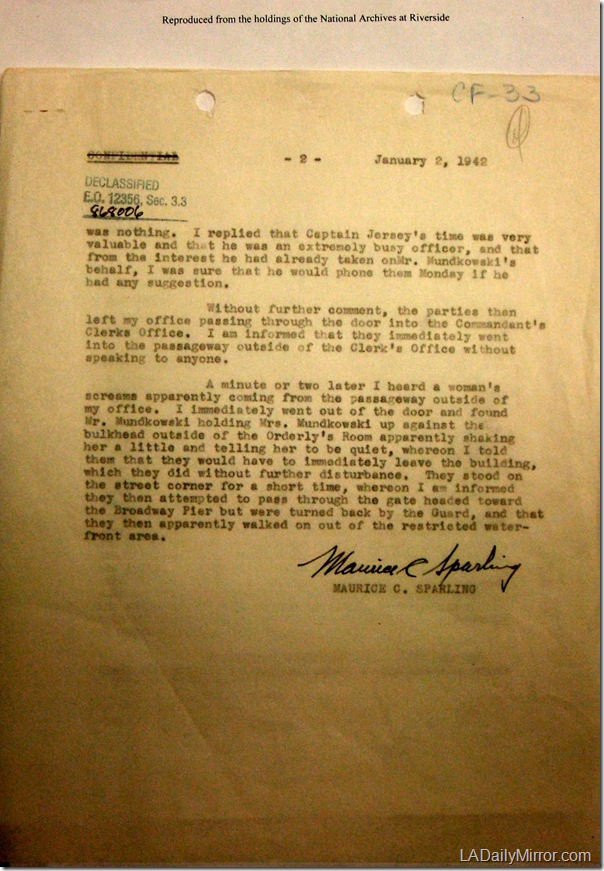 Reproduced from the holdings of the National Archives at Riverside
CF-33
CONFIDENTIAL - 2 - January 2, 1942
DECLASSIFIED
E.O. 12356, Sec. 3.3
868006
was nothing. I replied that Captain Jersey's time was very
valuable and that he was an extremely busy officer, and that
from the interest he had already taken onMr. Mundkowski's
behalf, I was sure that he would phone them Monday if he
had any suggestion.
Without further comment, the parties then
left my office passing through the door into the Commandant's
Clerks Office. I am informed that they immediately went
into the passageway outside of the Clerk's Office without
speaking to anyone.
A minute or two later I heard a woman's
screams apparently coming from the passageway outside of
my office. I immediately went out of the door and found
Mr. Mundkowski holding Mrs. Mundkowski up against the
bulkhead outside of the Orderly's Room apparently shaking
her a little and telling her to be quiet, whereon I told
them that they would have to immediately leave the building,
which they did without further disturbance. They stood on
the street corner for a short time, whereon I am informed
they then attempted to pass through the gate headed toward
the Broadway Pier but were turned back by the Guard, and that
they then apparently walked on out of the restricted water-
front area.
Maurice C Sparling
MAURICE C. SPARLING
LADailyMirror.com